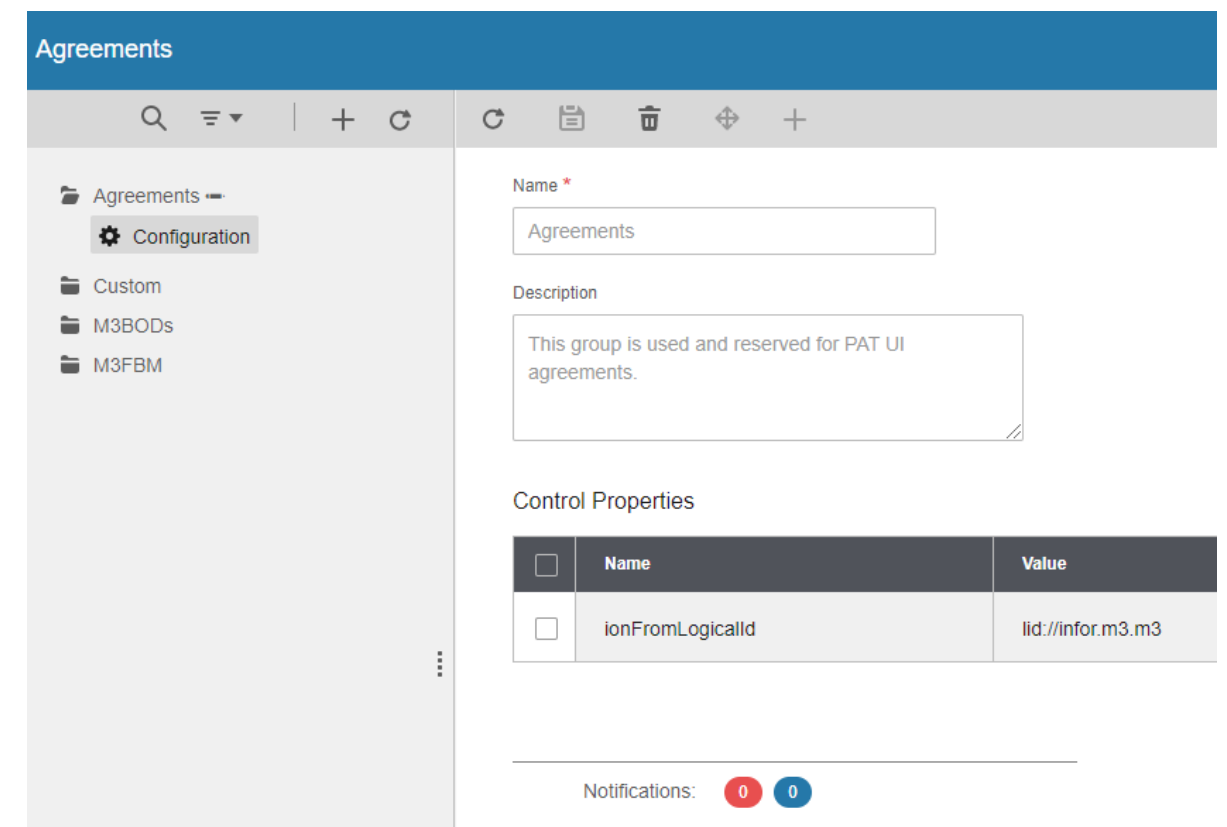 Agreements
Agreements
Configuration
Custom
M3BODs
M3FBM
Name *
Agreements
Description
This group is used and reserved for PAT UI
agreements.
Control Properties
Name Value
ionFromLogicalId lid://infor.m3.m3
Notifications: 0 0